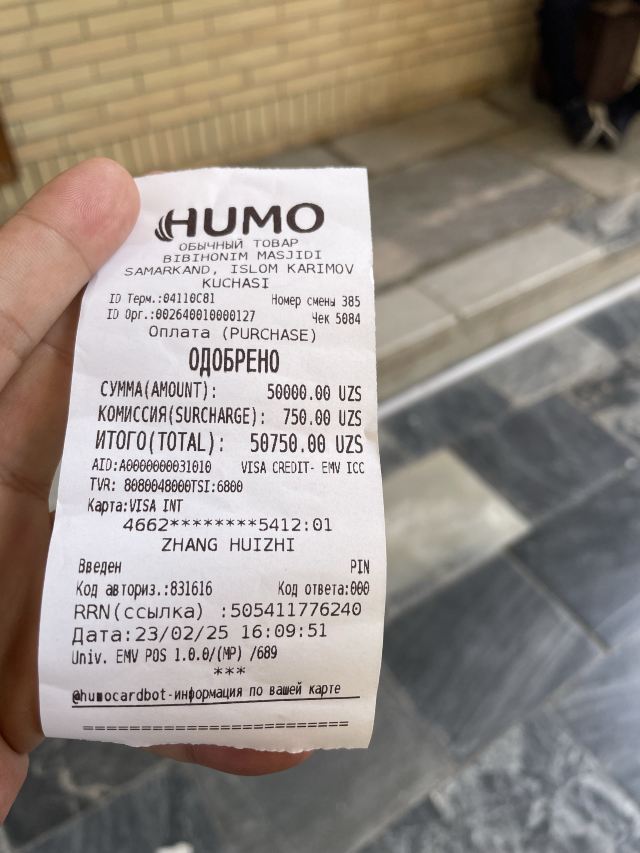 HUMO
ОБЫЧНЫЙ ТОВАР
BIBIHONIM MASJIDI
SAMARKAND, ISLOM KARIMOV
KUCHASI
ID Терм.:04110C81 Номер смены 385
ID Орг.:002640010000127 Чек 5084
Оплата (PURCHASE)
ОДОБРЕНО
СУММА(AMOUNT): 50000.00 UZS
КОМИССИЯ(SURCHARGE): 750.00 UZS
ИТОГО(TOTAL): 50750.00 UZS
AID:A0000000031010 VISA CREDIT- EMV ICC
TVR: 8080048000TSI:6800
Карта:VISA INT
4662********5412:01
ZHANG HUIZHI
Введен PIN
Код авториз.:831616 Код ответа:000
RRN(ссылка) :505411776240
Дата:23/02/25 16:09:51
Univ. EMV POS 1.0.0/(MP) /689
***
@humocardbot-информация по вашей карте
==============================